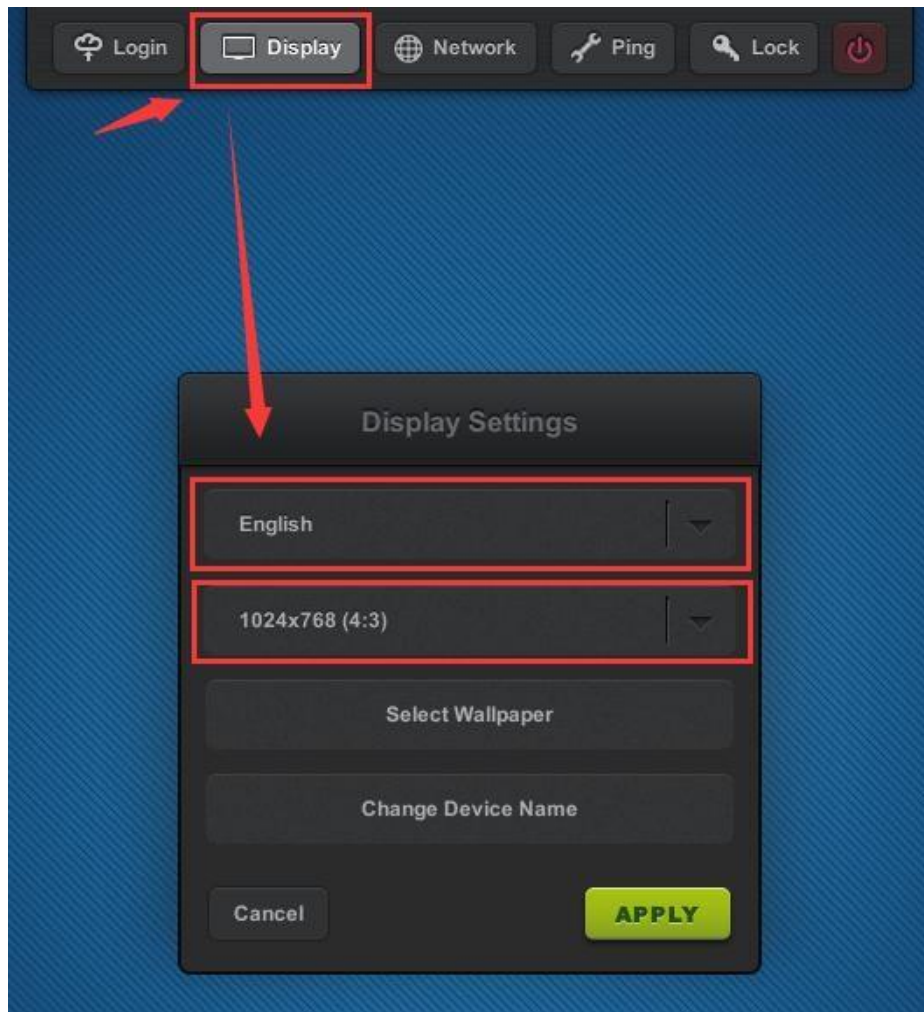 Login Display Network Ping Lock
Display Settings
English
1024x768 (4:3)
Select Wallpaper
Change Device Name
Cancel APPLY